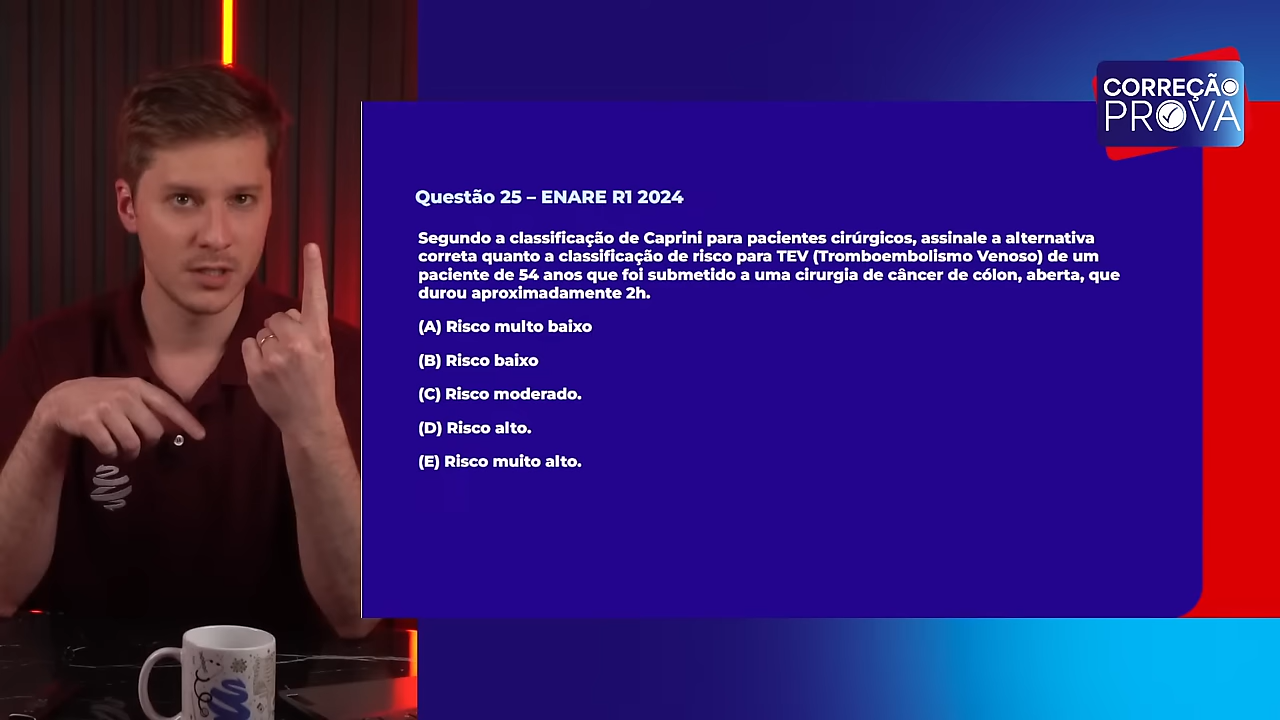 CORREÇÃO
PROVA
Questão 25 – ENARE R1 2024
Segundo a classificação de Caprini para pacientes cirúrgicos, assinale a alternativa
correta quanto a classificação de risco para TEV (Tromboembolismo Venoso) de um
paciente de 54 anos que foi submetido a uma cirurgia de câncer de cólon, aberta, que
durou aproximadamente 2h.
(A) Risco multo baixo
(B) Risco baixo
(C) Risco moderado.
(D) Risco alto.
(E) Risco muito alto.